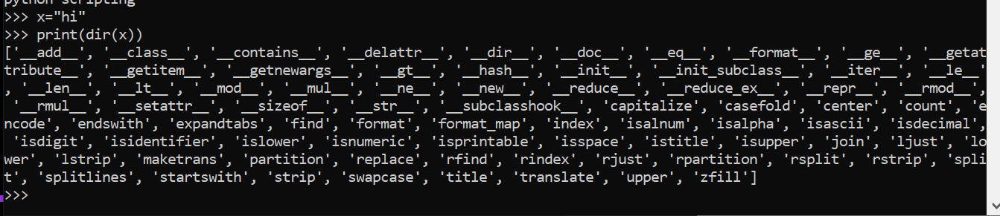 python scripting
>>> x="hi"
>>> print(dir(x))
['__add__', '__class__', '__contains__', '__delattr__', '__dir__', '__doc__', '__eq__', '__format__', '__ge__', '__getat
tribute__', '__getitem__', '__getnewargs__', '__gt__', '__hash__', '__init__', '__init_subclass__', '__iter__', '__le__'
, '__len__', '__lt__', '__mod__', '__mul__', '__ne__', '__new__', '__reduce__', '__reduce_ex__', '__repr__', '__rmod__',
 '__rmul__', '__setattr__', '__sizeof__', '__str__', '__subclasshook__', 'capitalize', 'casefold', 'center', 'count', 'e
ncode', 'endswith', 'expandtabs', 'find', 'format', 'format_map', 'index', 'isalnum', 'isalpha', 'isascii', 'isdecimal',
 'isdigit', 'isidentifier', 'islower', 'isnumeric', 'isprintable', 'isspace', 'istitle', 'isupper', 'join', 'ljust', 'lo
wer', 'lstrip', 'maketrans', 'partition', 'replace', 'rfind', 'rindex', 'rjust', 'rpartition', 'rsplit', 'rstrip', 'spli
t', 'splitlines', 'startswith', 'strip', 'swapcase', 'title', 'translate', 'upper', 'zfill']
>>>